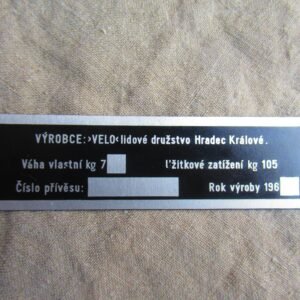 VÝROBCE: ›VELO‹ lidové družstvo Hradec Králové.
Váha vlastní kg 7 Užitkové zatížení kg 105
Číslo přívěsu: Rok výroby 196